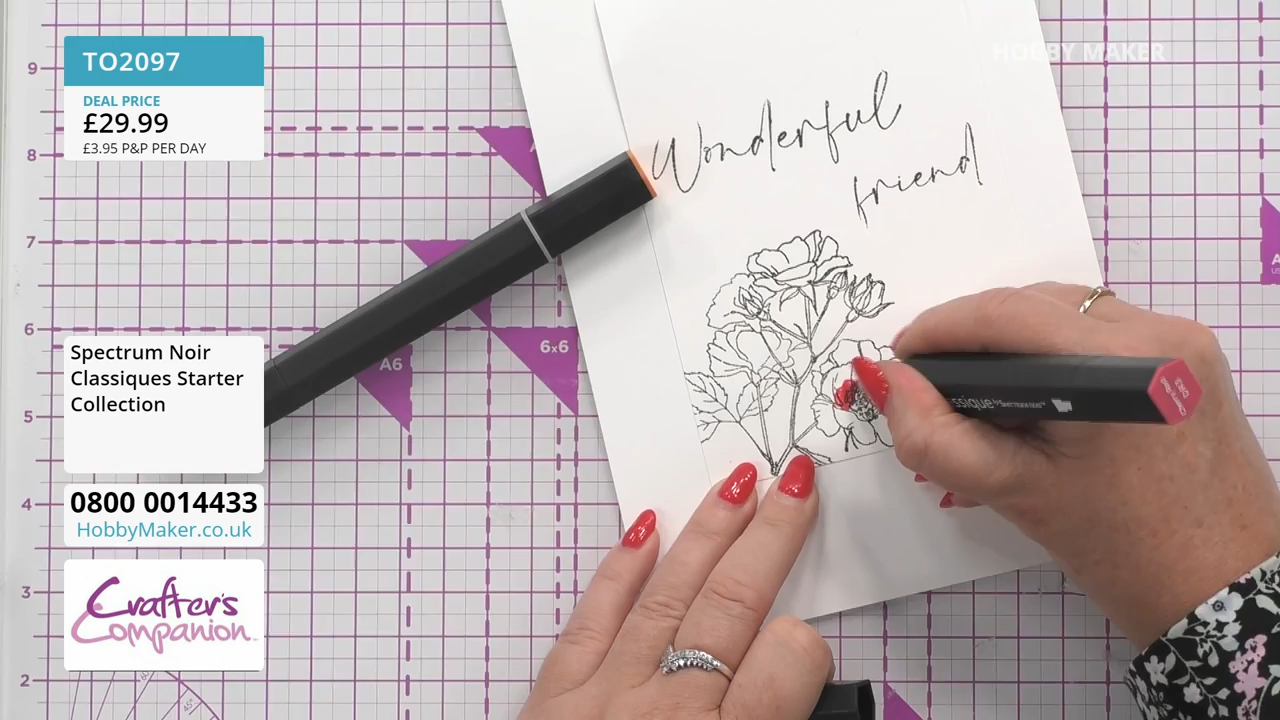 TO2097
DEAL PRICE
£29.99
£3.95 P&P PER DAY
Spectrum Noir
Classiques Starter
Collection
0800 0014433
HobbyMaker.co.uk
Crafter's
Companion
HOBBY MAKER
Wonderful
friend
9
8
7
6
5
4
3
2
A6
6x6
A